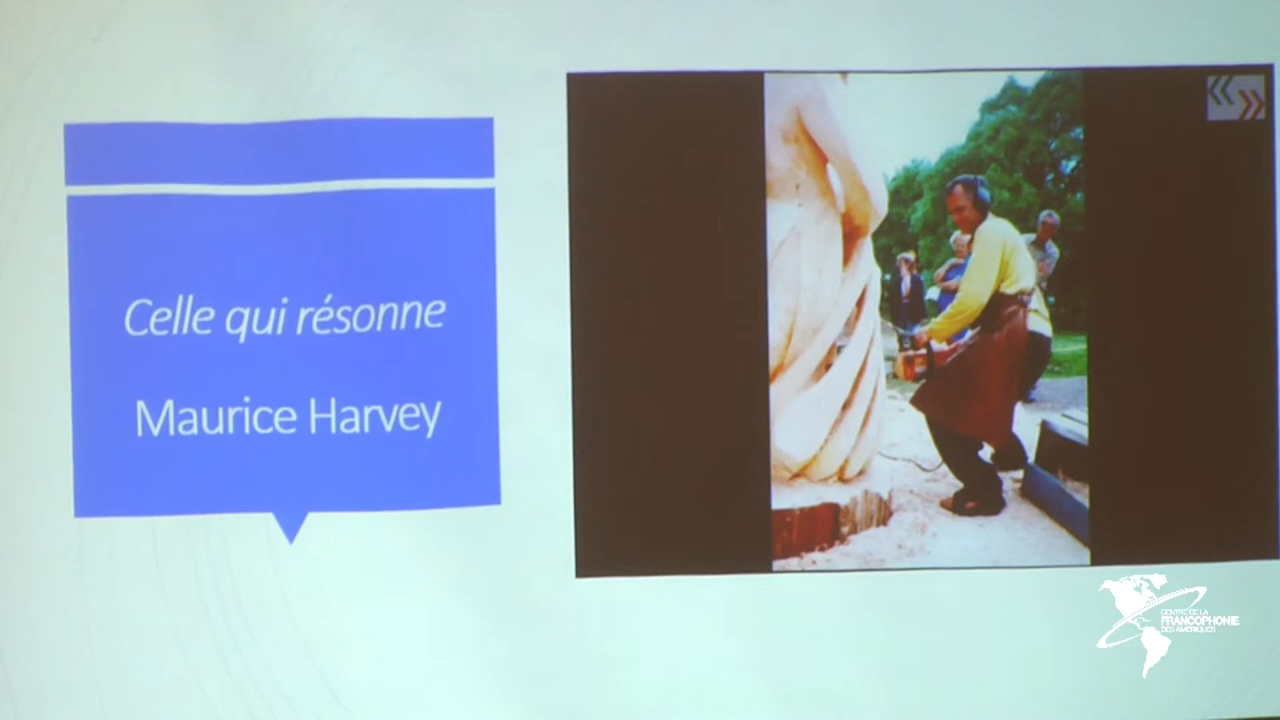 Celle qui résonne
Maurice Harvey
CENTRE DE LA
FRANCOPHONIE
DES AMÉRIQUES